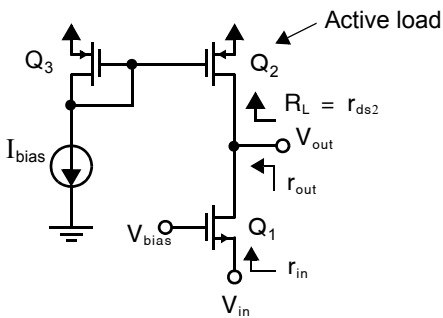 Active load
Q3
Q2
RL = rds2
Ibias
Vout
rout
Vbias
Q1
rin
Vin